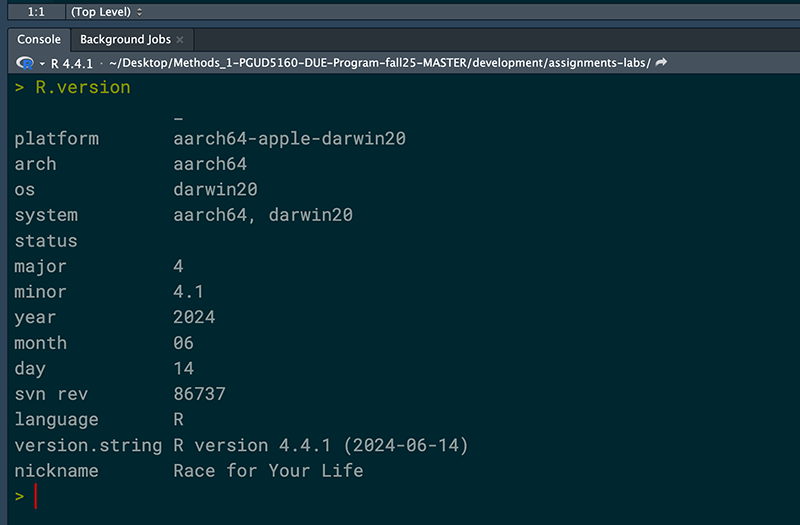 1:1 (Top Level)
Console Background Jobs
R 4.4.1 · ~/Desktop/Methods_1-PGUD5160-DUE-Program-fall25-MASTER/development/assignments-labs/
> R.version
_
platform aarch64-apple-darwin20
arch aarch64
os darwin20
system aarch64, darwin20
status
major 4
minor 4.1
year 2024
month 06
day 14
svn rev 86737
language R
version.string R version 4.4.1 (2024-06-14)
nickname Race for Your Life
>